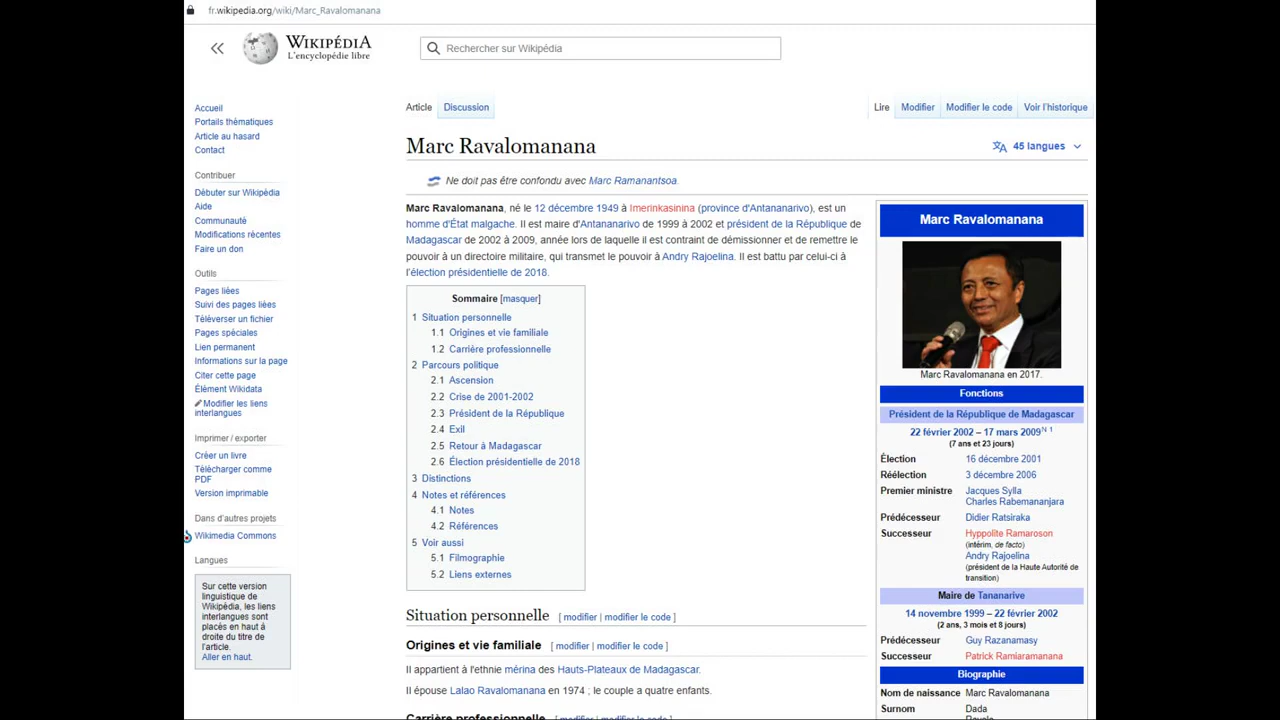 fr.wikipedia.org/wiki/Marc_Ravalomanana
WIKIPÉDIA
L'encyclopédie libre
Rechercher sur Wikipédia
Accueil
Portails thématiques
Article au hasard
Contact
Contribuer
Débuter sur Wikipédia
Aide
Communauté
Modifications récentes
Faire un don
Outils
Pages liées
Suivi des pages liées
Téléverser un fichier
Pages spéciales
Lien permanent
Informations sur la page
Citer cette page
Élément Wikidata
Modifier les liens
interlangues
Imprimer / exporter
Créer un livre
Télécharger comme
PDF
Version imprimable
Dans d'autres projets
Wikimedia Commons
Langues
Sur cette version
linguistique de
Wikipédia, les liens
interlangues sont
placés en haut à
droite du titre de
l'article.
Aller en haut.
Article Discussion
Lire Modifier Modifier le code Voir l'historique
Marc Ravalomanana
45 langues
Ne doit pas être confondu avec Marc Ramanantsoa.
Marc Ravalomanana, né le 12 décembre 1949 à Imerinkasinina (province d'Antananarivo), est un
homme d'État malgache. Il est maire d'Antananarivo de 1999 à 2002 et président de la République de
Madagascar de 2002 à 2009, année lors de laquelle il est contraint de démissionner et de remettre le
pouvoir à un directoire militaire, qui transmet le pouvoir à Andry Rajoelina. Il est battu par celui-ci à
l'élection présidentielle de 2018.
Sommaire [masquer]
1 Situation personnelle
1.1 Origines et vie familiale
1.2 Carrière professionnelle
2 Parcours politique
2.1 Ascension
2.2 Crise de 2001-2002
2.3 Président de la République
2.4 Exil
2.5 Retour à Madagascar
2.6 Élection présidentielle de 2018
3 Distinctions
4 Notes et références
4.1 Notes
4.2 Références
5 Voir aussi
5.1 Filmographie
5.2 Liens externes
Situation personnelle [ modifier | modifier le code ]
Origines et vie familiale [ modifier | modifier le code ]
Il appartient à l'ethnie mérina des Hauts-Plateaux de Madagascar.
Il épouse Lalao Ravalomanana en 1974 ; le couple a quatre enfants.
Carrière professionnelle [ modifier | modifier le code ]
Marc Ravalomanana
Marc Ravalomanana en 2017.
Fonctions
Président de la République de Madagascar
22 février 2002 – 17 mars 2009 N 1
(7 ans et 23 jours)
Élection 16 décembre 2001
Réélection 3 décembre 2006
Premier ministre Jacques Sylla
Charles Rabemananjara
Prédécesseur Didier Ratsiraka
Successeur Hyppolite Ramaroson
(intérim, de facto)
Andry Rajoelina
(président de la Haute Autorité de
transition)
Maire de Tananarive
14 novembre 1999 – 22 février 2002
(2 ans, 3 mois et 8 jours)
Prédécesseur Guy Razanamasy
Successeur Patrick Ramiaramanana
Biographie
Nom de naissance Marc Ravalomanana
Surnom Dada